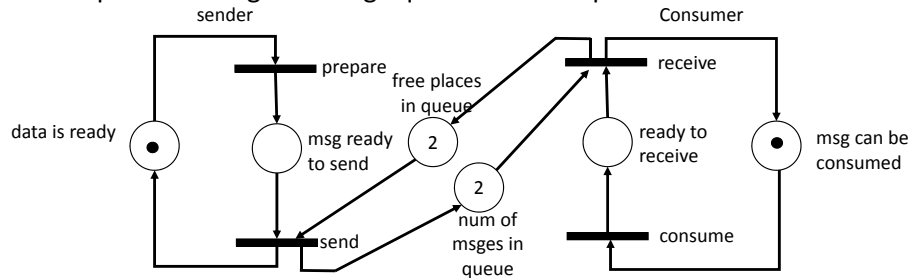 sender
Consumer
prepare
receive
free places
in queue
data is ready
msg ready
to send
2
ready to
receive
msg can be
consumed
2
num of
msges in
queue
send
consume